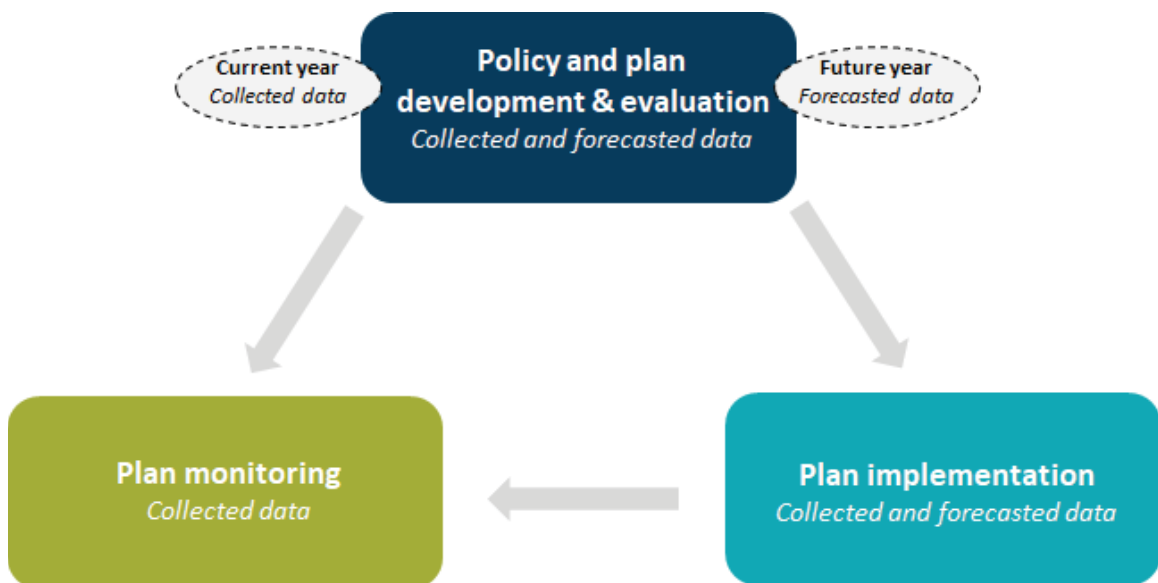 Current year
Collected data
Policy and plan
development & evaluation
Collected and forecasted data
Future year
Forecasted data
Plan monitoring
Collected data
Plan implementation
Collected and forecasted data